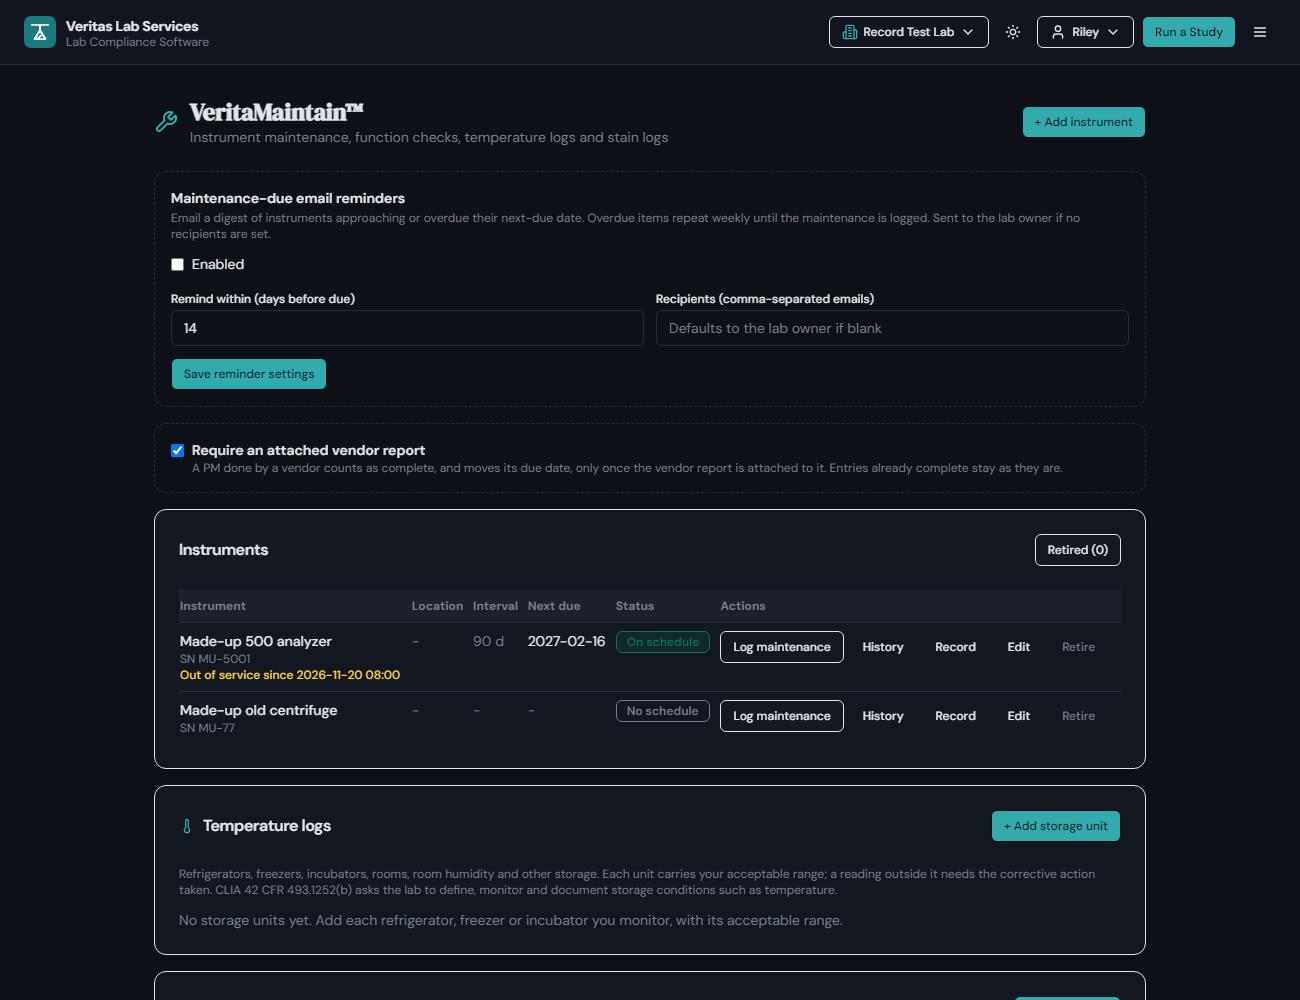 Veritas Lab Services
Lab Compliance Software
Record Test Lab
Riley
Run a Study
VeritaMaintain™
Instrument maintenance, function checks, temperature logs and stain logs
+ Add instrument
Maintenance-due email reminders
Email a digest of instruments approaching or overdue their next-due date. Overdue items repeat weekly until the maintenance is logged. Sent to the lab owner if no
recipients are set.
Enabled
Remind within (days before due)
Recipients (comma-separated emails)
14
Defaults to the lab owner if blank
Save reminder settings
Require an attached vendor report
A PM done by a vendor counts as complete, and moves its due date, only once the vendor report is attached to it. Entries already complete stay as they are.
Instruments
Retired (0)
Instrument Location Interval Next due Status Actions
Made-up 500 analyzer - 90 d 2027-02-16 On schedule Log maintenance History Record Edit Retire
SN MU-5001
Out of service since 2026-11-20 08:00
Made-up old centrifuge - - - No schedule Log maintenance History Record Edit Retire
SN MU-77
Temperature logs
+ Add storage unit
Refrigerators, freezers, incubators, rooms, room humidity and other storage. Each unit carries your acceptable range; a reading outside it needs the corrective action
taken. CLIA 42 CFR 493.1252(b) asks the lab to define, monitor and document storage conditions such as temperature.
No storage units yet. Add each refrigerator, freezer or incubator you monitor, with its acceptable range.